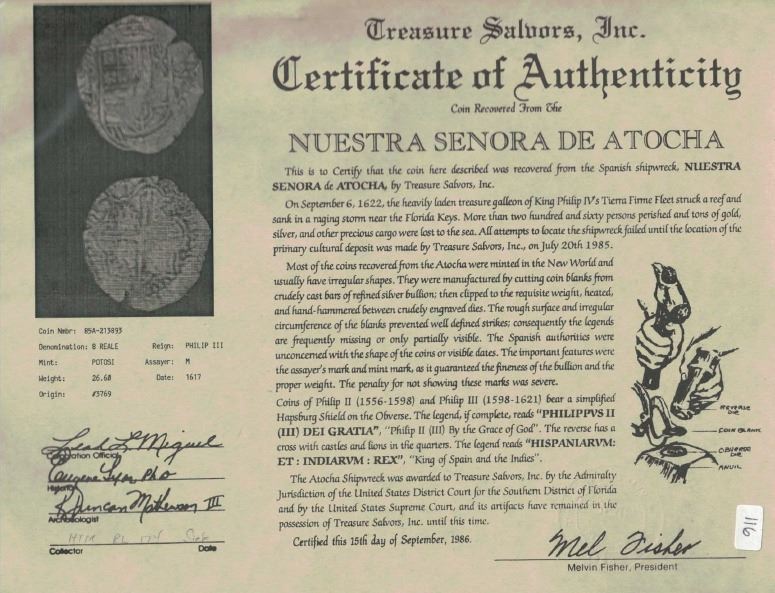 Treasure Salvors, Inc.
Certificate of Authenticity
Coin Recovered From The
NUESTRA SENORA DE ATOCHA
This is to Certify that the coin here described was recovered from the Spanish shipwreck, NUESTRA
SENORA de ATOCHA, by Treasure Salvors, Inc.
On September 6, 1622, the heavily laden treasure galleon of King Philip IV's Tierra Firme Fleet struck a reef and
sank in a raging storm near the Florida Keys. More than two hundred and sixty persons perished and tons of gold,
silver, and other precious cargo were lost to the sea. All attempts to locate the shipwreck failed until the location of the
primary cultural deposit was made by Treasure Salvors, Inc., on July 20th 1985.
Most of the coins recovered from the Atocha were minted in the New World and
usually have irregular shapes. They were manufactured by cutting coin blanks from
crudely cast bars of refined silver bullion; then clipped to the requisite weight, heated,
and hand-hammered between crudely engraved dies. The rough surface and irregular
circumference of the blanks prevented well defined strikes; consequently the legends
are frequently missing or only partially visible. The Spanish authorities were
unconcerned with the shape of the coins or visible dates. The important features were
the assayer's mark and mint mark, as it guaranteed the fineness of the bullion and the
proper weight. The penalty for not showing these marks was severe.
Coins of Philip II (1556-1598) and Philip III (1598-1621) bear a simplified
Hapsburg Shield on the Obverse. The legend, if complete, reads "PHILIPPVS II
(III) DEI GRATIA", "Philip II (III) By the Grace of God". The reverse has a
cross with castles and lions in the quarters. The legend reads "HISPANIARVM:
ET : INDIARVM : REX", "King of Spain and the Indies".
The Atocha Shipwreck was awarded to Treasure Salvors, Inc. by the Admiralty
Jurisdiction of the United States District Court for the Southern District of Florida
and by the United States Supreme Court, and its artifacts have remained in the
possession of Treasure Salvors, Inc. until this time.
Certified this 15th day of September, 1986.
Mel Fisher
Melvin Fisher, President
Coin Nmbr: 85A-213893
Denomination: 8 REALE Reign: PHILIP III
Mint: POTOSI Assayer: M
Weight: 26.60 Date: 1617
Origin: #3769
Leah L Miguel
Official
Eugene Lyon PhD
K Duncan Mathewson III
Archaeologist
Collector Date
REVERSE DIE
COIN BLANK
OBVERSE DIE
ANVIL
116